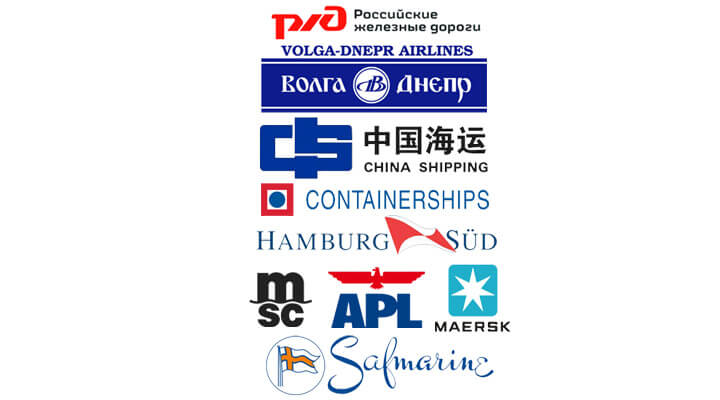 РЖД Российские
железные дороги
VOLGA-DNEPR AIRLINES
ВОЛГА ДНЕПР
中国海运
CHINA SHIPPING
CONTAINERSHIPS
HAMBURG SÜD
m
sc
APL
MAERSK
Safmarine